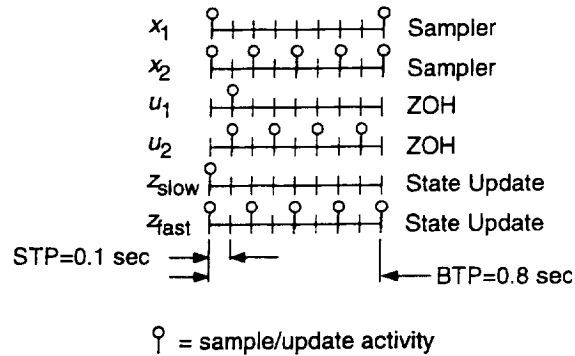 x1 Sampler
x2 Sampler
u1 ZOH
u2 ZOH
zslow State Update
zfast State Update
STP=0.1 sec
BTP=0.8 sec
= sample/update activity